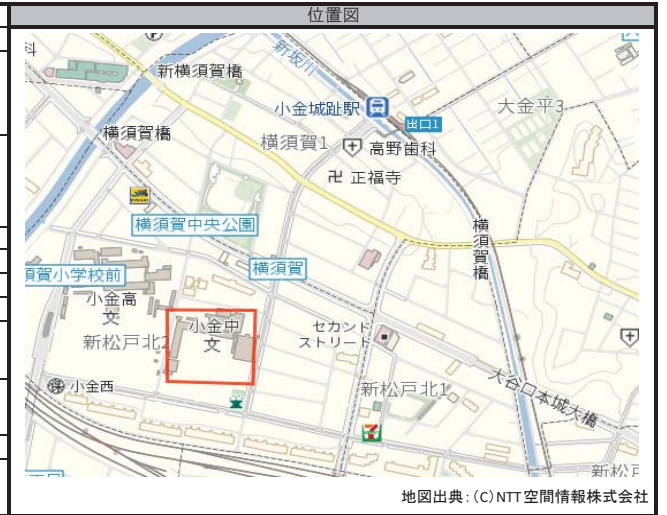 位置図
新横須賀橋
新坂川
小金城趾駅
出口1
大金平3
横須賀橋
横須賀1
高野歯科
卍 正福寺
横須賀中央公園
横須賀橋
横須賀
賀小学校前
小金高
文
小金中
文
セカンド
ストリート
新松戸北2
小金西
新松戸北1
大谷口本城大橋
新松戸
地図出典:(C)NTT空間情報株式会社